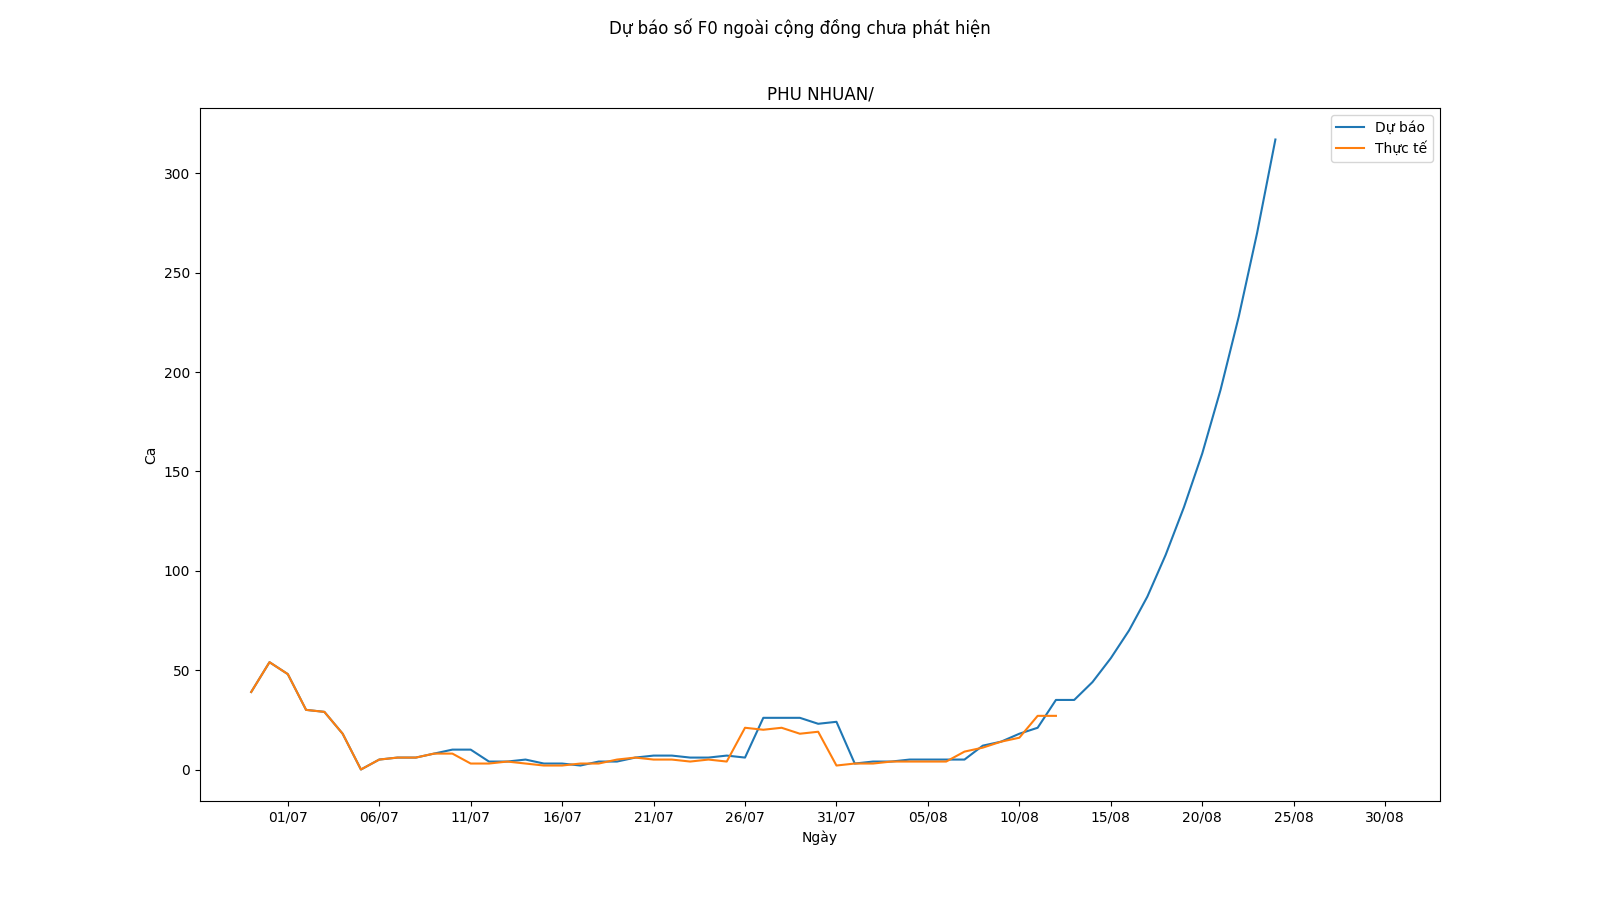 Dự báo số F0 ngoài cộng đồng chưa phát hiện
PHU NHUAN/
Dự báo
Thực tế
300
250
200
150
100
50
0
Ca
01/07 06/07 11/07 16/07 21/07 26/07 31/07 05/08 10/08 15/08 20/08 25/08 30/08
Ngày